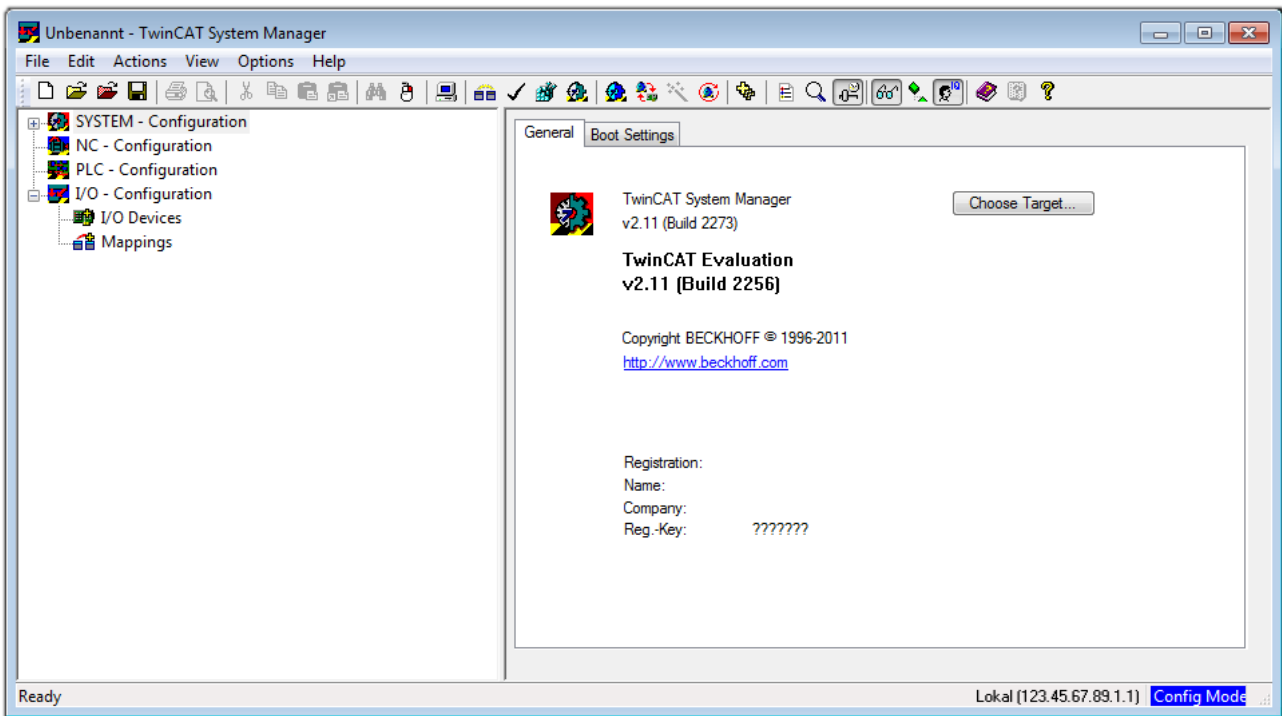 Unbenannt - TwinCAT System Manager
File Edit Actions View Options Help
SYSTEM - Configuration
NC - Configuration
PLC - Configuration
I/O - Configuration
I/O Devices
Mappings
General Boot Settings
TwinCAT System Manager
v2.11 (Build 2273)
Choose Target...
TwinCAT Evaluation
v2.11 (Build 2256)
Copyright BECKHOFF © 1996-2011
http://www.beckhoff.com
Registration:
Name:
Company:
Reg.-Key: ???????
Ready Lokal (123.45.67.89.1.1) Config Mode